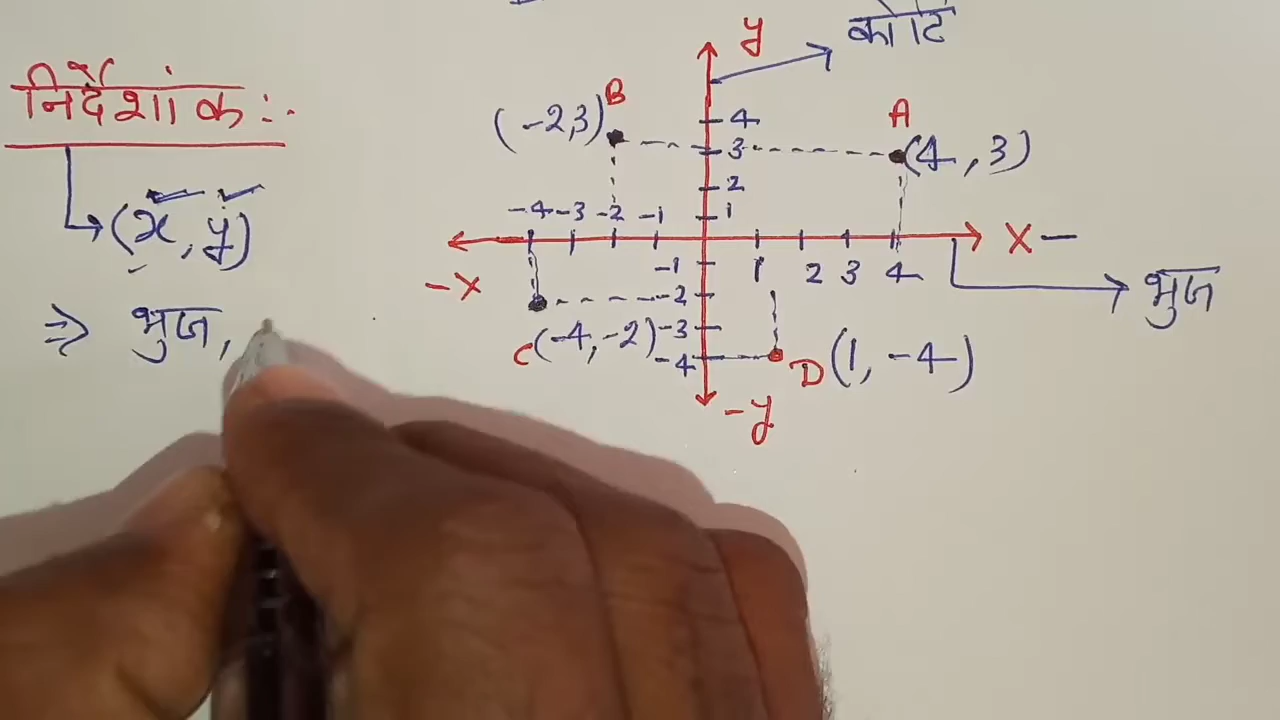 कोटि
y
निर्देशांक :-
B
A
(-2,3)
4
3
(4, 3)
2
1
(x, y)
-4 -3 -2 -1
X
-X
-1
1 2 3 4
भुज
-2
⇒ भुज,
C (-4, -2)
-3
-4
D (1, -4)
-y